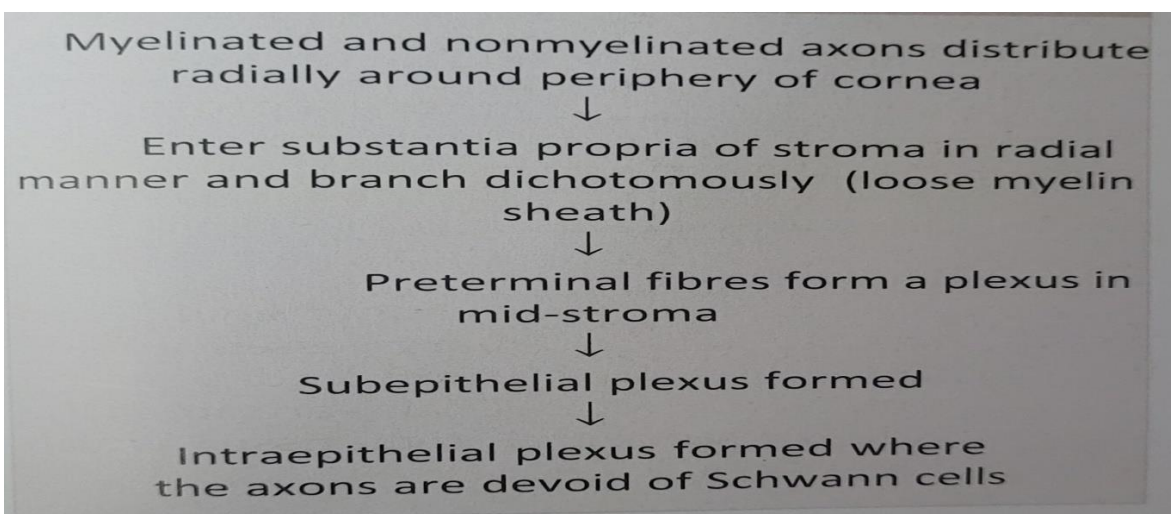 Myelinated and nonmyelinated axons distribute
radially around periphery of cornea
↓
Enter substantia propria of stroma in radial
manner and branch dichotomously (loose myelin
sheath)
↓
Preterminal fibres form a plexus in
mid-stroma
↓
Subepithelial plexus formed
↓
Intraepithelial plexus formed where
the axons are devoid of Schwann cells